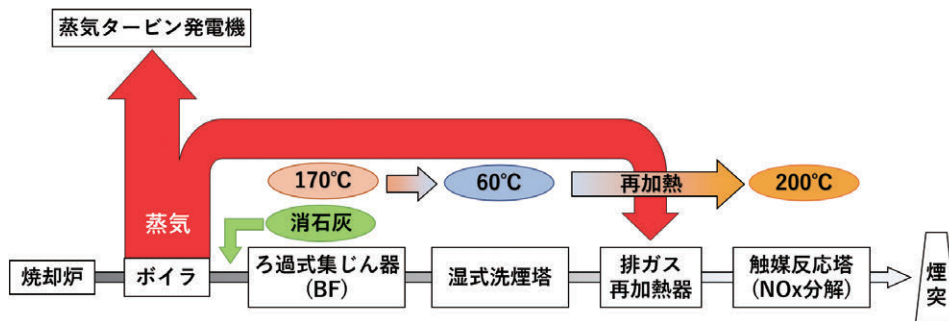 蒸気タービン発電機
170℃
60℃
再加熱
200℃
蒸気
消石灰
焼却炉
ボイラ
ろ過式集じん器
(BF)
湿式洗煙塔
排ガス
再加熱器
触媒反応塔
(NOx分解)
煙突